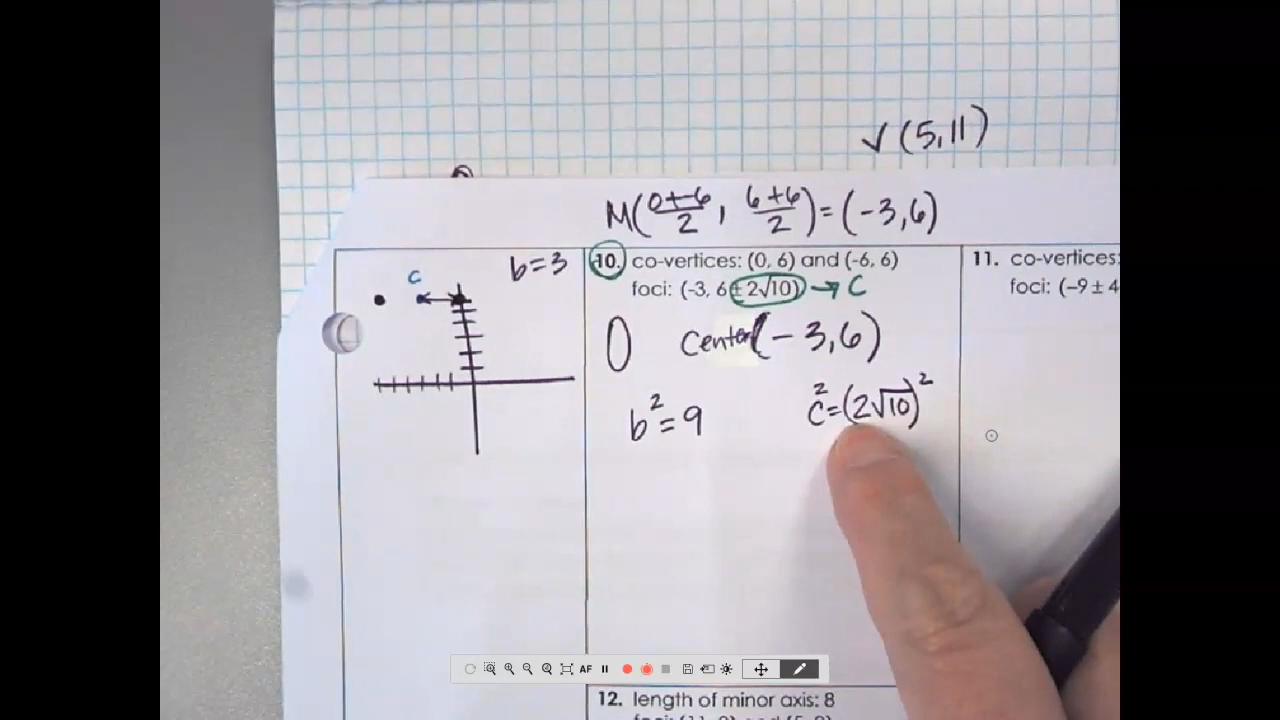 √(5,11)
M(0+-6/2, 6+6/2)=(-3,6)
b=3
c
10. co-vertices: (0, 6) and (-6, 6)
foci: (-3, 6 ± 2√10) → C
center(-3,6)
b²=9
c²=(2√10)²
11. co-vertices:
foci: (-9 ± 4
12. length of minor axis: 8
AF